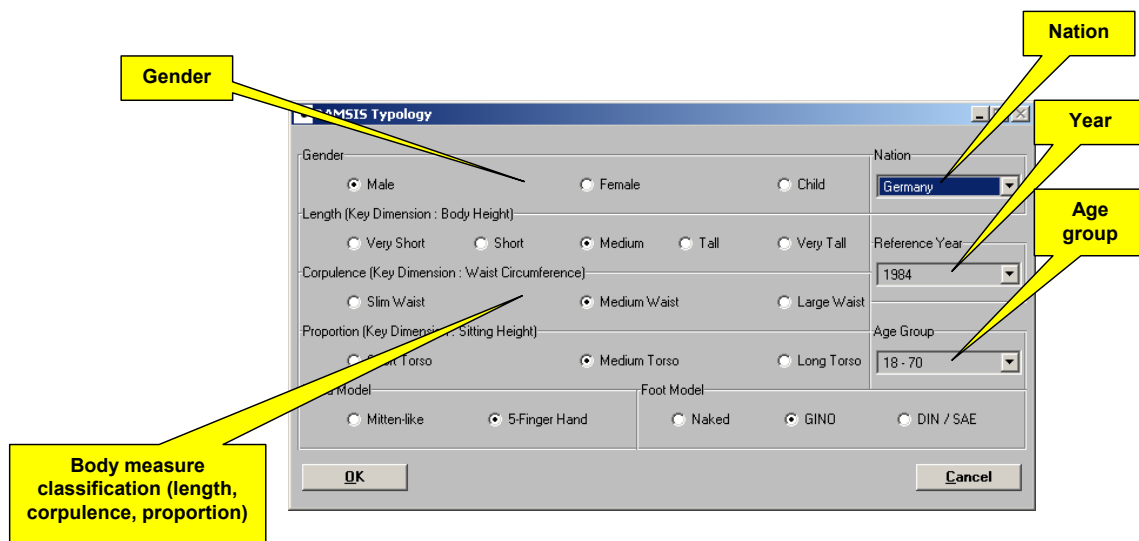 Nation
Gender
Year
Age
group
Body measure
classification (length,
corpulence, proportion)
AMSIS Typology
Gender
Male
Female
Child
Nation
Germany
Length (Key Dimension : Body Height)
Very Short
Short
Medium
Tall
Very Tall
Reference Year
1984
Corpulence (Key Dimension : Waist Circumference)
Slim Waist
Medium Waist
Large Waist
Proportion (Key Dimension : Sitting Height)
Torso
Medium Torso
Long Torso
Age Group
18 - 70
Model
Foot Model
Mitten-like
5-Finger Hand
Naked
GINO
DIN / SAE
OK
Cancel